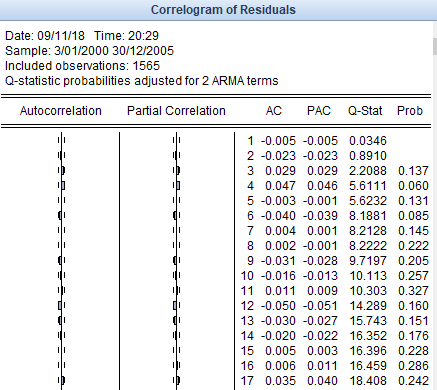 Correlogram of Residuals
Date: 09/11/18 Time: 20:29
Sample: 3/01/2000 30/12/2005
Included observations: 1565
Q-statistic probabilities adjusted for 2 ARMA terms
Autocorrelation Partial Correlation AC PAC Q-Stat Prob
1 -0.005 -0.005 0.0346
2 -0.023 -0.023 0.8910
3 0.029 0.029 2.2088 0.137
4 0.047 0.046 5.6111 0.060
5 -0.003 -0.001 5.6232 0.131
6 -0.040 -0.039 8.1881 0.085
7 0.004 0.001 8.2128 0.145
8 0.002 -0.001 8.2222 0.222
9 -0.031 -0.028 9.7197 0.205
10 -0.016 -0.013 10.113 0.257
11 0.011 0.009 10.303 0.327
12 -0.050 -0.051 14.289 0.160
13 -0.030 -0.027 15.743 0.151
14 -0.020 -0.022 16.352 0.176
15 0.005 0.003 16.396 0.228
16 0.006 0.011 16.459 0.286
17 0.035 0.040 18.408 0.242